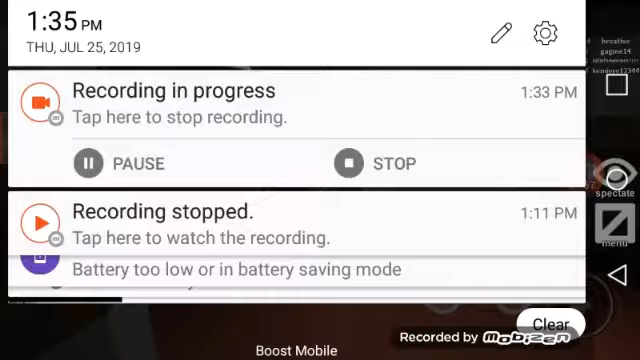 1:35 PM
THU, JUL 25, 2019
Recording in progress
1:33 PM
Tap here to stop recording.
PAUSE
STOP
Recording stopped.
1:11 PM
Tap here to watch the recording.
Battery too low or in battery saving mode
Clear
Recorded by Mobizen
Boost Mobile
gagine14
spectate
menu